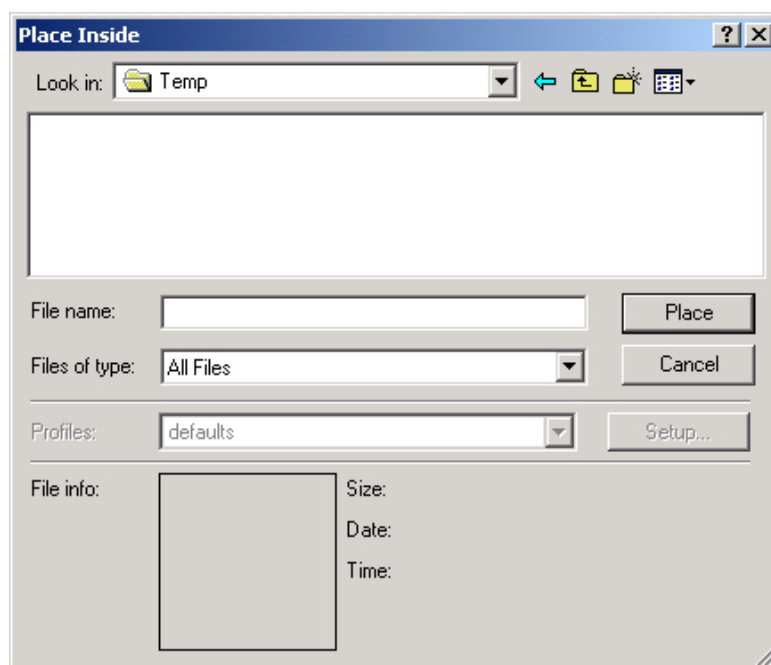 Place Inside
Look in: Temp
File name: Place
Files of type: All Files Cancel
Profiles: defaults Setup...
File info: Size:
Date:
Time: